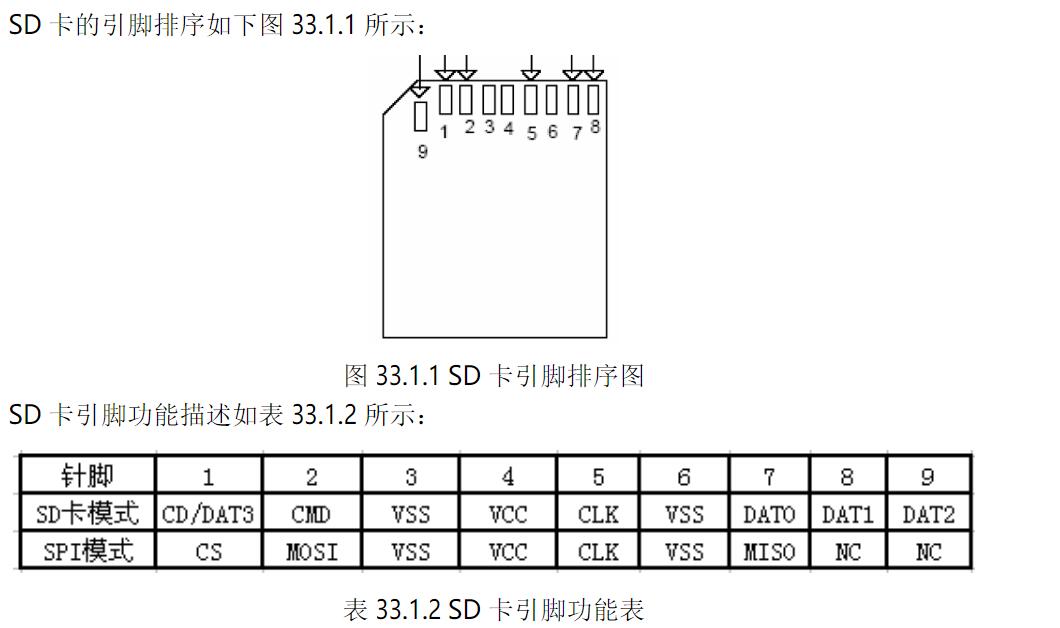 SD 卡的引脚排序如下图 33.1.1 所示：
1 2 3 4 5 6 7 8
9
图 33.1.1 SD 卡引脚排序图
SD 卡引脚功能描述如表 33.1.2 所示：
针脚 1 2 3 4 5 6 7 8 9
SD卡模式 CD/DAT3 CMD VSS VCC CLK VSS DAT0 DAT1 DAT2
SPI模式 CS MOSI VSS VCC CLK VSS MISO NC NC
表 33.1.2 SD 卡引脚功能表